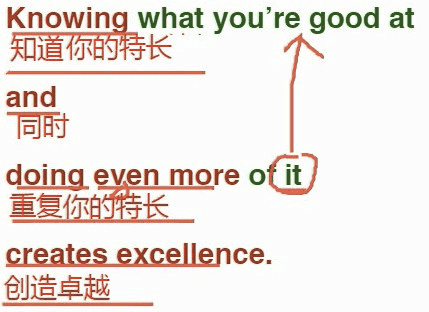 Knowing what you're good at
知道你的特长
and
同时
doing even more of it
重复你的特长
creates excellence.
创造卓越